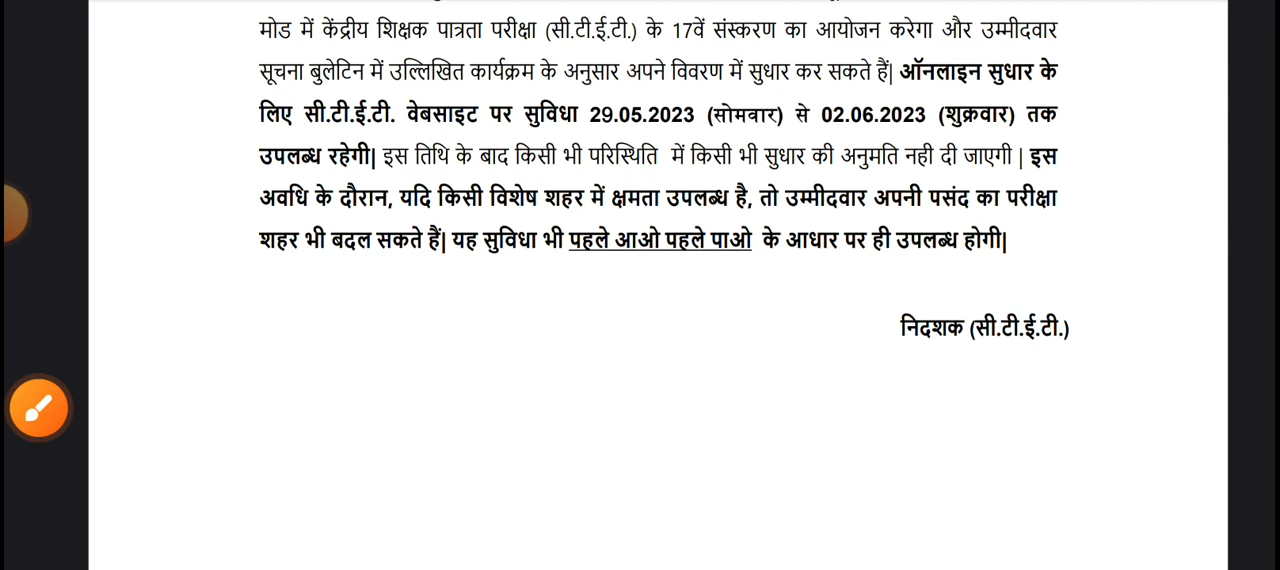 मोड में केंद्रीय शिक्षक पात्रता परीक्षा (सी.टी.ई.टी.) के 17वें संस्करण का आयोजन करेगा और उम्मीदवार
सूचना बुलेटिन में उल्लिखित कार्यक्रम के अनुसार अपने विवरण में सुधार कर सकते हैं| ऑनलाइन सुधार के
लिए सी.टी.ई.टी. वेबसाइट पर सुविधा 29.05.2023 (सोमवार) से 02.06.2023 (शुक्रवार) तक
उपलब्ध रहेगी| इस तिथि के बाद किसी भी परिस्थिति में किसी भी सुधार की अनुमति नही दी जाएगी | इस
अवधि के दौरान, यदि किसी विशेष शहर में क्षमता उपलब्ध है, तो उम्मीदवार अपनी पसंद का परीक्षा
शहर भी बदल सकते हैं| यह सुविधा भी पहले आओ पहले पाओ के आधार पर ही उपलब्ध होगी|
निदशक (सी.टी.ई.टी.)